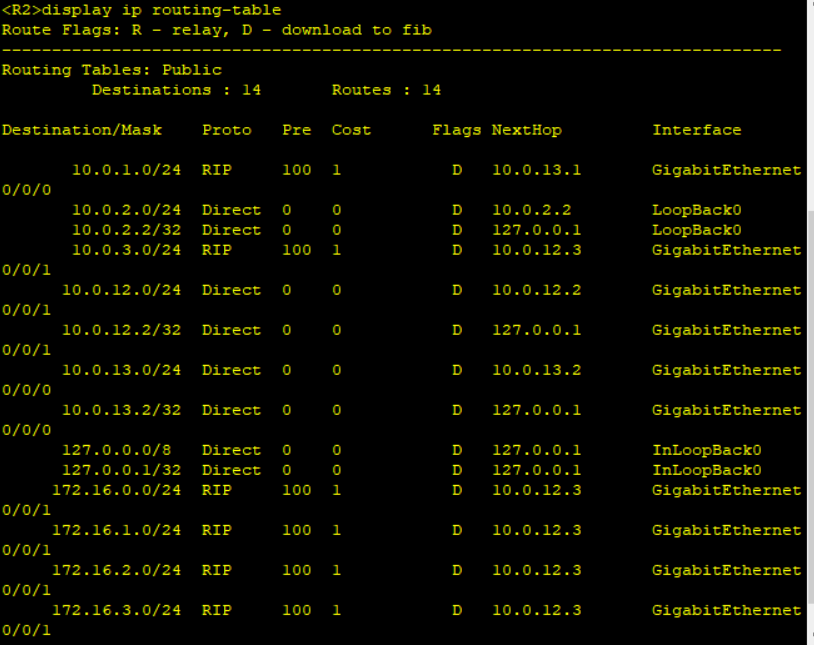 <R2>display ip routing-table
Route Flags: R - relay, D - download to fib
------------------------------------------------------------------------------
Routing Tables: Public
         Destinations : 14       Routes : 14
Destination/Mask    Proto   Pre  Cost      Flags NextHop         Interface
       10.0.1.0/24  RIP     100  1           D   10.0.13.1       GigabitEthernet
0/0/0
       10.0.2.0/24  Direct  0    0           D   10.0.2.2        LoopBack0
       10.0.2.2/32  Direct  0    0           D   127.0.0.1       LoopBack0
       10.0.3.0/24  RIP     100  1           D   10.0.12.3       GigabitEthernet
0/0/1
      10.0.12.0/24  Direct  0    0           D   10.0.12.2       GigabitEthernet
0/0/1
      10.0.12.2/32  Direct  0    0           D   127.0.0.1       GigabitEthernet
0/0/1
      10.0.13.0/24  Direct  0    0           D   10.0.13.2       GigabitEthernet
0/0/0
      10.0.13.2/32  Direct  0    0           D   127.0.0.1       GigabitEthernet
0/0/0
      127.0.0.0/8   Direct  0    0           D   127.0.0.1       InLoopBack0
      127.0.0.1/32  Direct  0    0           D   127.0.0.1       InLoopBack0
     172.16.0.0/24  RIP     100  1           D   10.0.12.3       GigabitEthernet
0/0/1
     172.16.1.0/24  RIP     100  1           D   10.0.12.3       GigabitEthernet
0/0/1
     172.16.2.0/24  RIP     100  1           D   10.0.12.3       GigabitEthernet
0/0/1
     172.16.3.0/24  RIP     100  1           D   10.0.12.3       GigabitEthernet
0/0/1